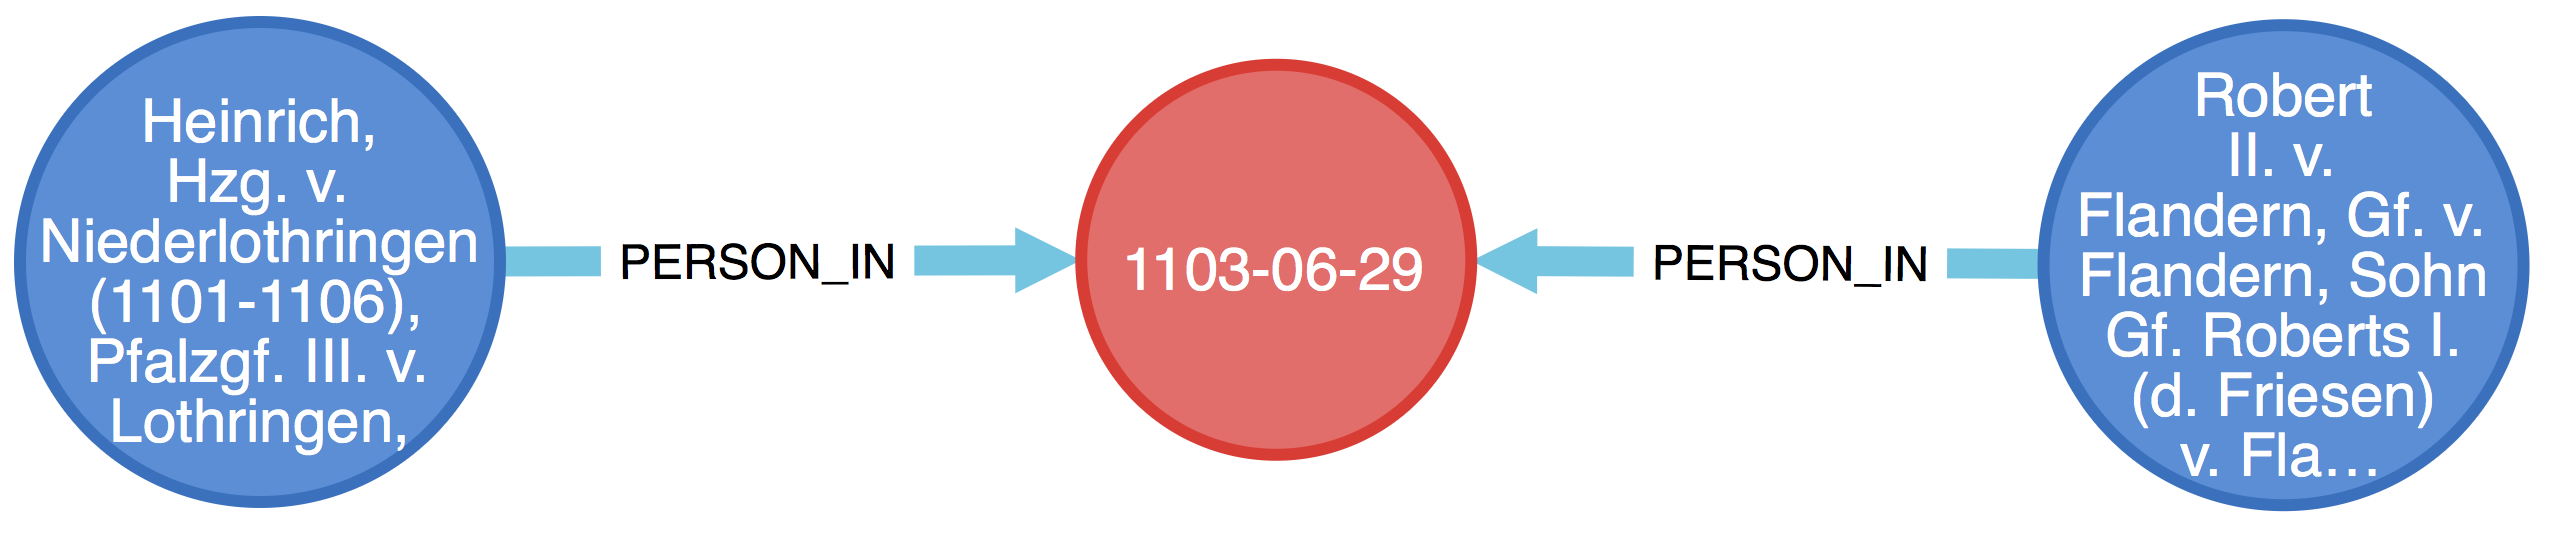 Heinrich,
Hzg. v.
Niederlothringen
(1101-1106),
Pfalzgf. III. v.
Lothringen,
PERSON_IN
1103-06-29
PERSON_IN
Robert
II. v.
Flandern, Gf. v.
Flandern, Sohn
Gf. Roberts I.
(d. Friesen)
v. Fla…